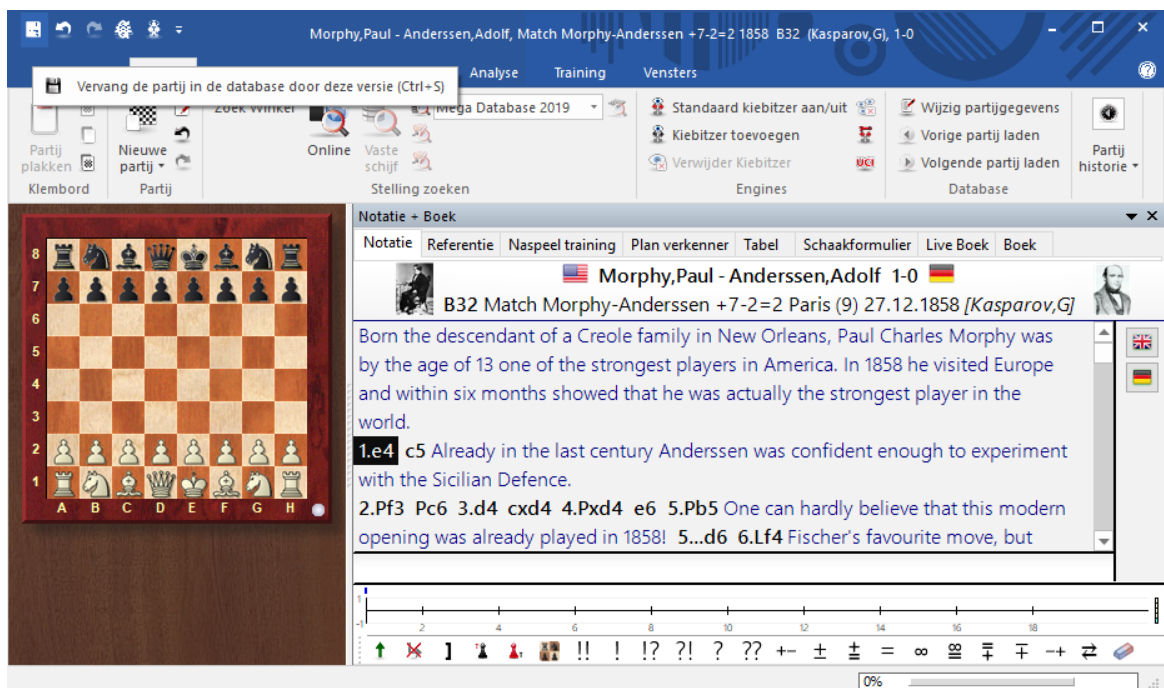 Morphy,Paul - Anderssen,Adolf, Match Morphy-Anderssen +7-2=2 1858 B32 (Kasparov,G), 1-0
Analyse Training Vensters
Vervang de partij in de database door deze versie (Ctrl+S)
Zoek Winkel
Mega Database 2019
Standaard kiebitzer aan/uit
Wijzig partijgegevens
Kiebitzer toevoegen
Vorige partij laden
Verwijder Kiebitzer
UCI
Volgende partij laden
Partij plakken
Nieuwe partij
Online
Vaste schijf
Partij historie
Klembord Partij Stelling zoeken Engines Database
Notatie + Boek
Notatie Referentie Naspeel training Plan verkenner Tabel Schaakformulier Live Boek Boek
Morphy,Paul - Anderssen,Adolf 1-0
B32 Match Morphy-Anderssen +7-2=2 Paris (9) 27.12.1858 [Kasparov,G]
Born the descendant of a Creole family in New Orleans, Paul Charles Morphy was
by the age of 13 one of the strongest players in America. In 1858 he visited Europe
and within six months showed that he was actually the strongest player in the
world.
1.e4 c5 Already in the last century Anderssen was confident enough to experiment
with the Sicilian Defence.
2.Pf3 Pc6 3.d4 cxd4 4.Pxd4 e6 5.Pb5 One can hardly believe that this modern
opening was already played in 1858! 5...d6 6.Lf4 Fischer's favourite move, but
8
7
6
5
4
3
2
1
A B C D E F G H
1
-1
2 4 6 8 10 12 14 16 18
] !! ! !? ?! ? ?? +- ± ⩲ = ∞ ⯹ ⩱ ∓ -+ ⇄
0%